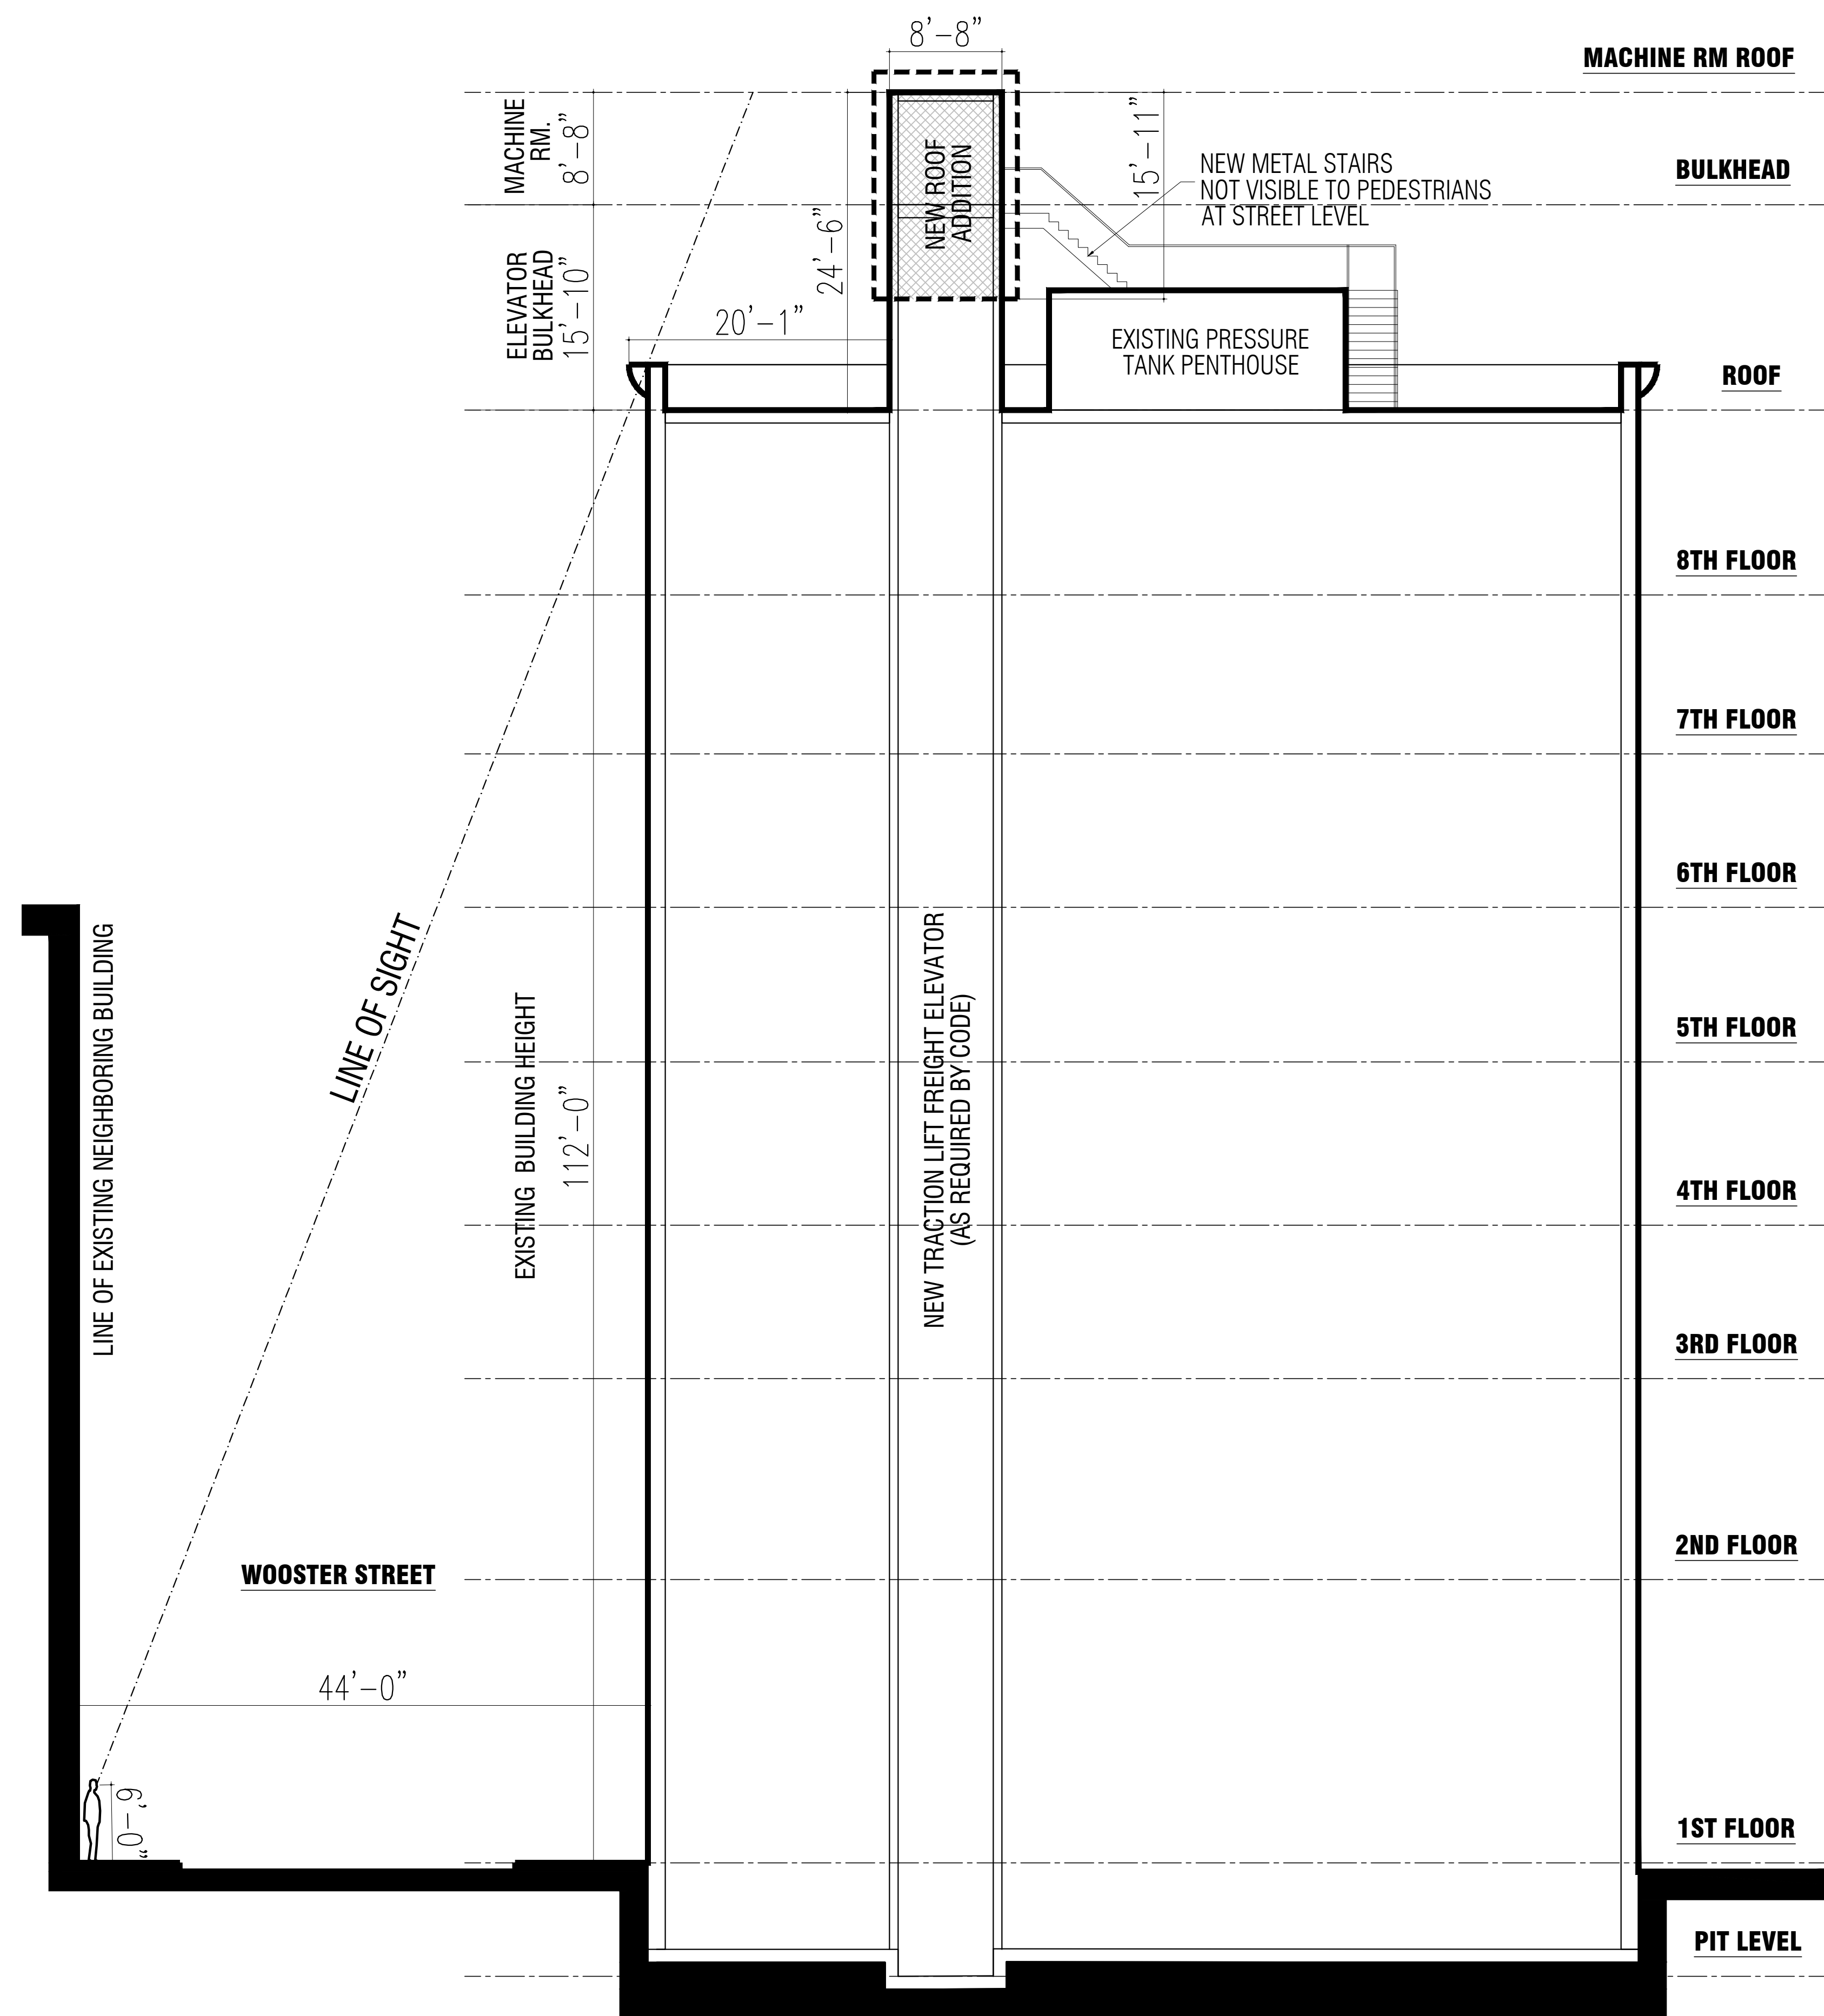 8’–8”
MACHINE RM ROOF
MACHINE
RM.
8’–8”
NEW ROOF
ADDITION
15’–11”
NEW METAL STAIRS
NOT VISIBLE TO PEDESTRIANS
AT STREET LEVEL
BULKHEAD
ELEVATOR
BULKHEAD
15’–10”
24’–6”
20’–1”
EXISTING PRESSURE
TANK PENTHOUSE
ROOF
8TH FLOOR
7TH FLOOR
6TH FLOOR
LINE OF EXISTING NEIGHBORING BUILDING
LINE OF SIGHT
EXISTING BUILDING HEIGHT
112’–0”
NEW TRACTION LIFT FREIGHT ELEVATOR
(AS REQUIRED BY CODE)
5TH FLOOR
4TH FLOOR
3RD FLOOR
2ND FLOOR
WOOSTER STREET
44’–0”
6’–0”
1ST FLOOR
PIT LEVEL